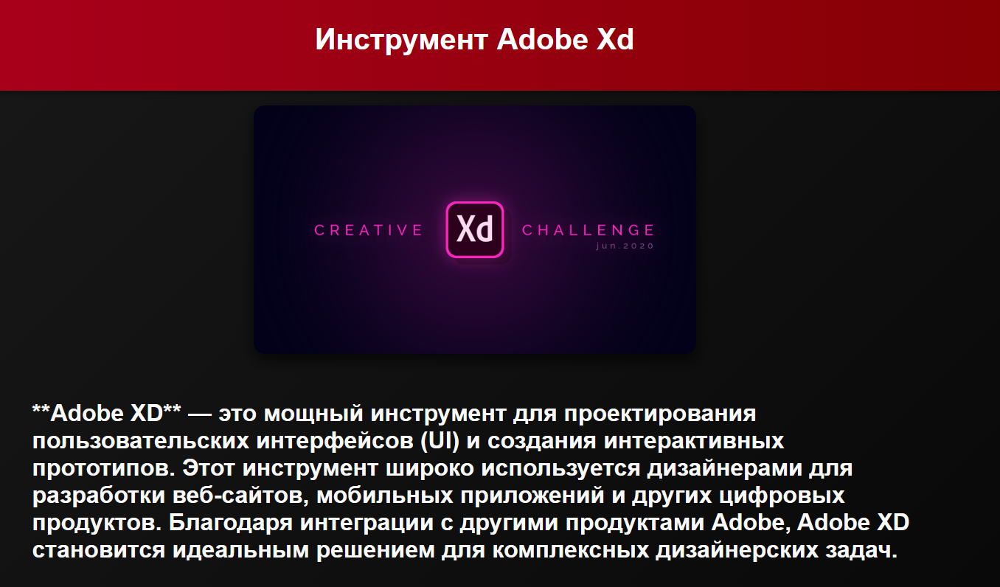 Инструмент Adobe Xd
CREATIVE Xd CHALLENGE
jun.2020
**Adobe XD** — это мощный инструмент для проектирования
пользовательских интерфейсов (UI) и создания интерактивных
прототипов. Этот инструмент широко используется дизайнерами для
разработки веб-сайтов, мобильных приложений и других цифровых
продуктов. Благодаря интеграции с другими продуктами Adobe, Adobe XD
становится идеальным решением для комплексных дизайнерских задач.